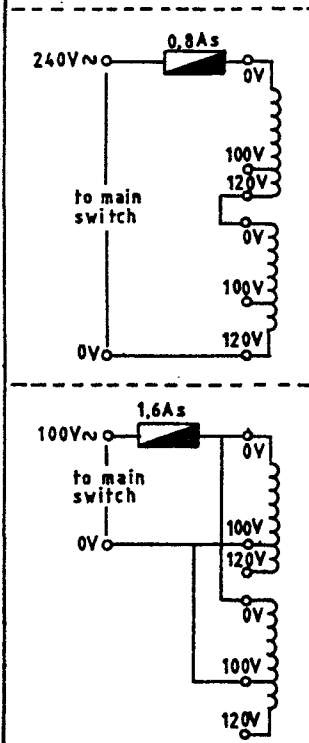 0,8As
240V~
0V
100V
120V
to main
switch
0V
100V
0V
120V
1,6As
100V~
0V
to main
switch
100V
0V
120V
0V
100V
120V